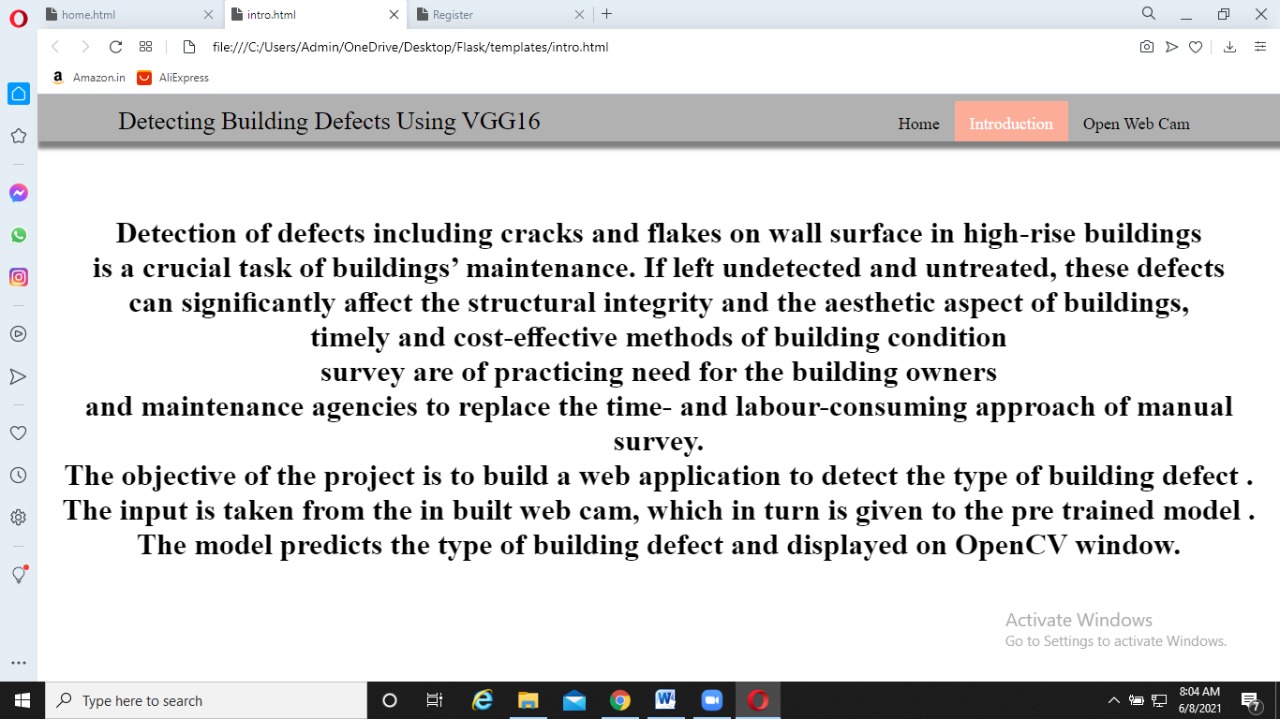 home.html
intro.html
Register
file:///C:/Users/Admin/OneDrive/Desktop/Flask/templates/intro.html
Amazon.in
AliExpress
Detecting Building Defects Using VGG16
Home
Introduction
Open Web Cam
Detection of defects including cracks and flakes on wall surface in high-rise buildings
is a crucial task of buildings’ maintenance. If left undetected and untreated, these defects
can significantly affect the structural integrity and the aesthetic aspect of buildings,
timely and cost-effective methods of building condition
survey are of practicing need for the building owners
and maintenance agencies to replace the time- and labour-consuming approach of manual
survey.
The objective of the project is to build a web application to detect the type of building defect .
The input is taken from the in built web cam, which in turn is given to the pre trained model .
The model predicts the type of building defect and displayed on OpenCV window.
Activate Windows
Go to Settings to activate Windows.
Type here to search
8:04 AM
6/8/2021
7